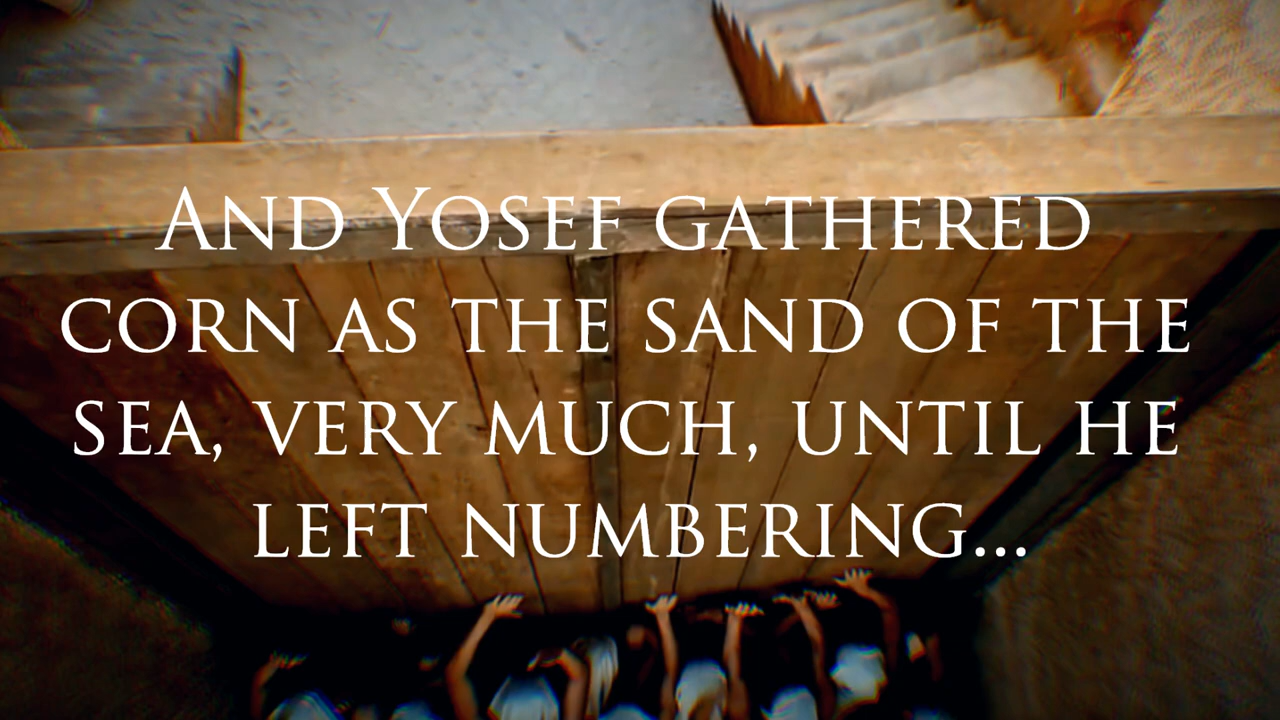 And Yosef gathered
corn as the sand of the
sea, very much, until he
left numbering...